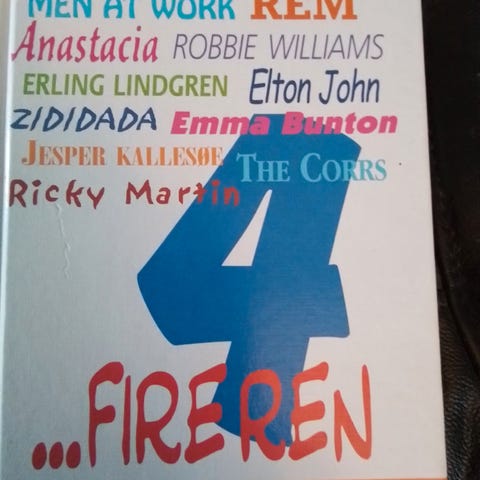 MEN AT WORK REM
Anastacia ROBBIE WILLIAMS
ERLING LINDGREN Elton John
ZIDIDADA Emma Bunton
JESPER KALLESØE THE CORRS
Ricky Martin
4
...FIREREN